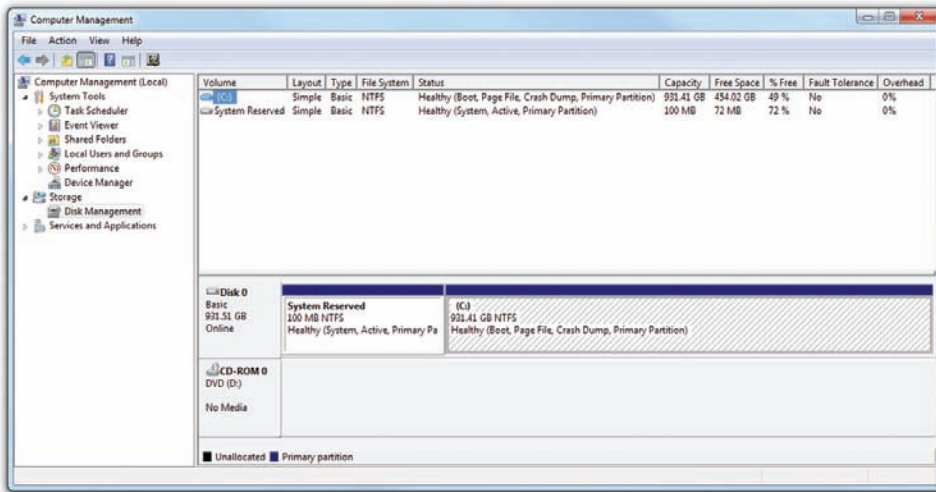 Computer Management
File Action View Help
Computer Management (Local)
System Tools
Task Scheduler
Event Viewer
Shared Folders
Local Users and Groups
Performance
Device Manager
Storage
Disk Management
Services and Applications
Volume Layout Type File System Status Capacity Free Space % Free Fault Tolerance Overhead
(C:) Simple Basic NTFS Healthy (Boot, Page File, Crash Dump, Primary Partition) 931.41 GB 454.02 GB 49 % No 0%
System Reserved Simple Basic NTFS Healthy (System, Active, Primary Partition) 100 MB 72 MB 72 % No 0%
Disk 0
Basic
931.51 GB
Online
System Reserved
100 MB NTFS
Healthy (System, Active, Primary Pa
(C:)
931.41 GB NTFS
Healthy (Boot, Page File, Crash Dump, Primary Partition)
CD-ROM 0
DVD (D:)
No Media
Unallocated Primary partition